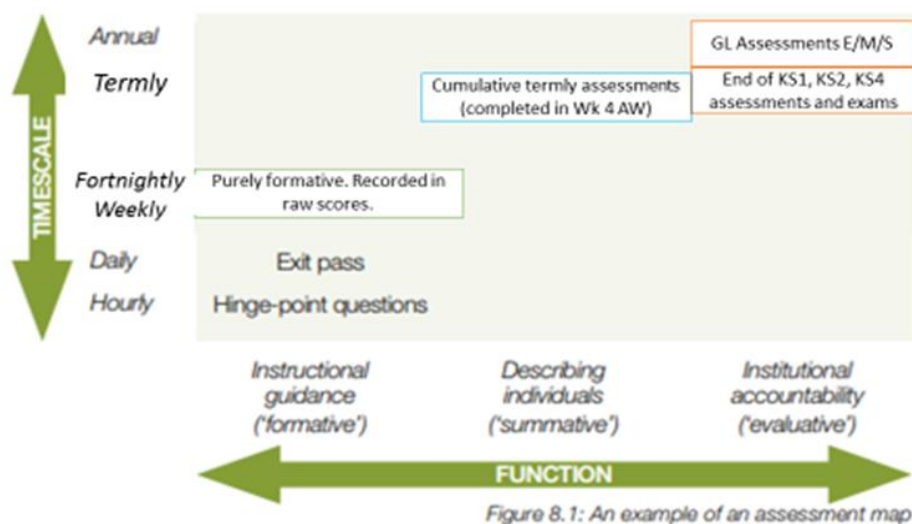 Annual
GL Assessments E/M/S
Termly
Cumulative termly assessments
(completed in Wk 4 AW)
End of KS1, KS2, KS4
assessments and exams
TIMESCALE
Fortnightly
Weekly
Purely formative. Recorded in
raw scores.
Daily
Exit pass
Hourly
Hinge-point questions
Instructional
guidance
('formative')
Describing
individuals
('summative')
Institutional
accountability
('evaluative')
FUNCTION
Figure 8.1: An example of an assessment map